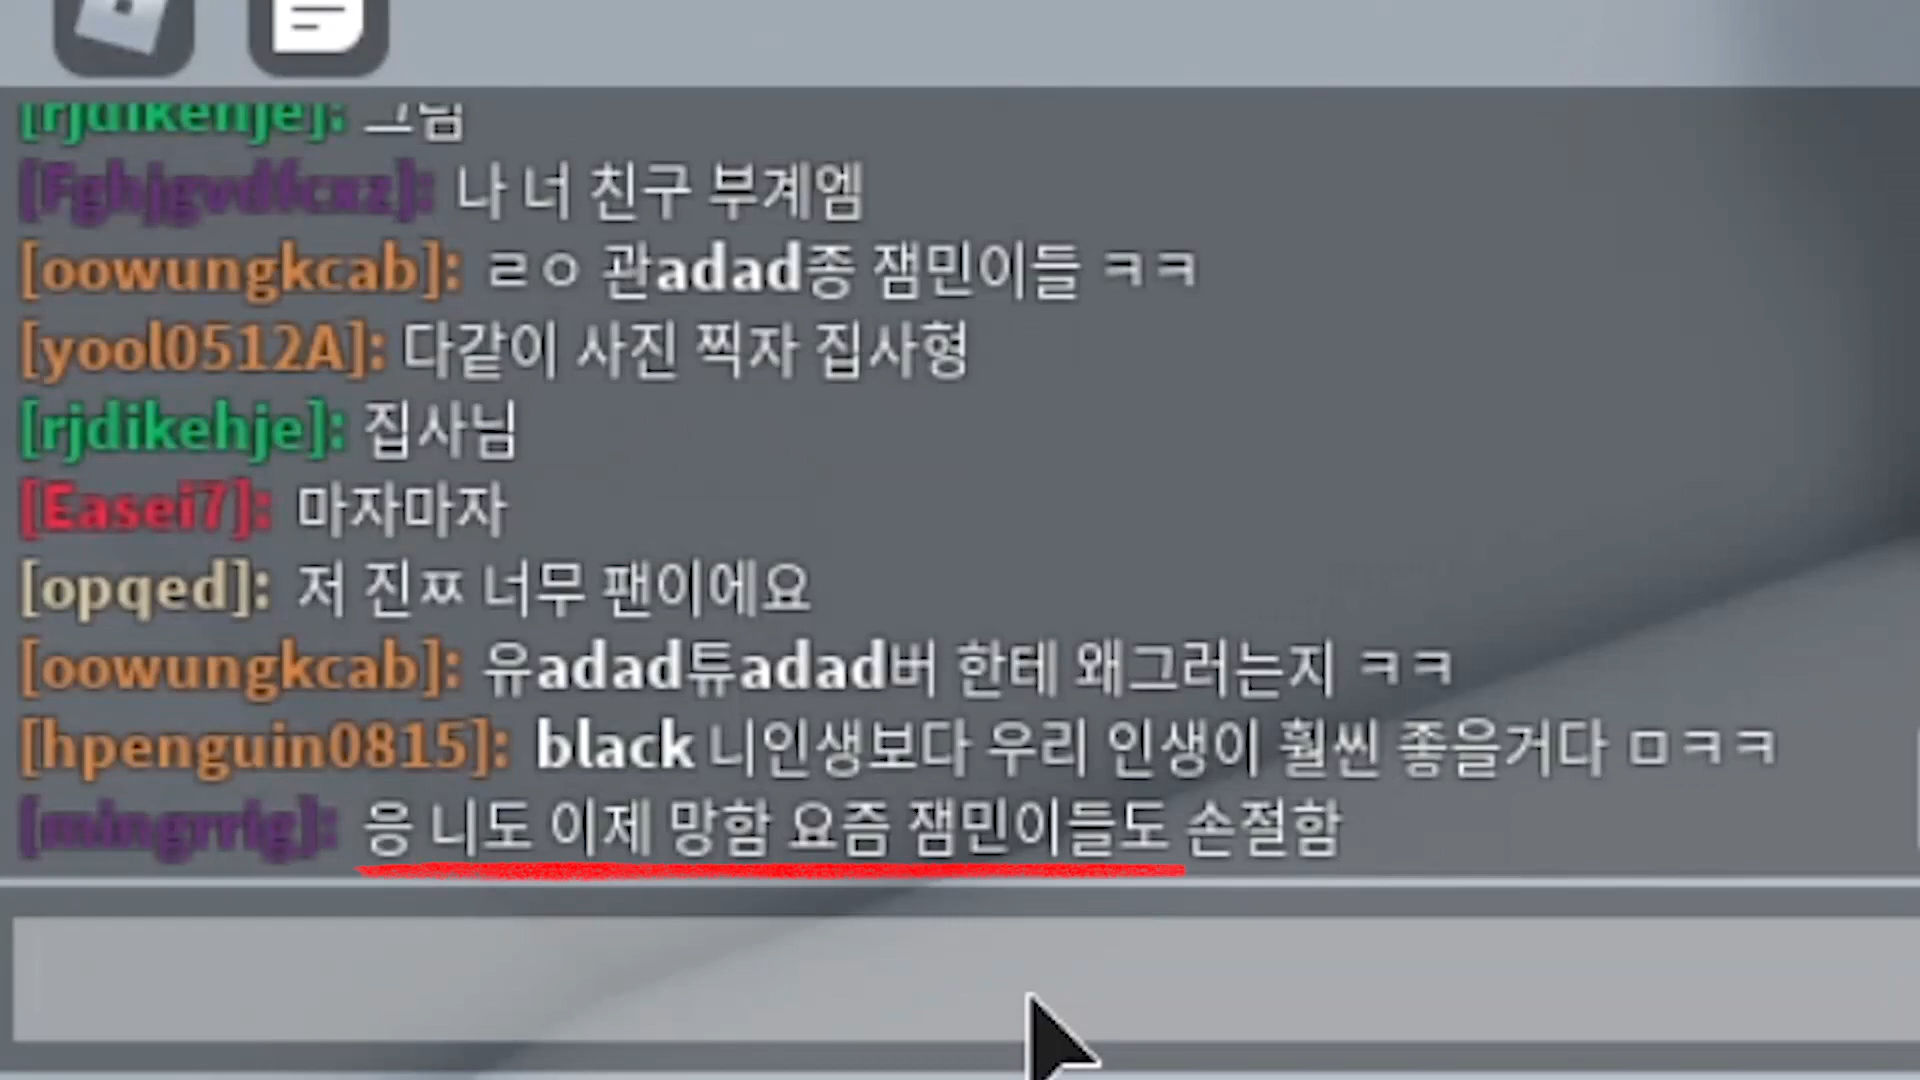 [rjdikehje]: 그럼
[Fghjgvdfcxz]: 나 너 친구 부계엠
[oowungkcab]: ㄹㅇ 관adad종 잼민이들 ㅋㅋ
[yool0512A]: 다같이 사진 찍자 집사형
[rjdikehje]: 집사님
[Easei7]: 마자마자
[opqed]: 저 진ㅉ 너무 팬이에요
[oowungkcab]: 유adad튜adad버 한테 왜그러는지 ㅋㅋ
[hpenguin0815]: black 니인생보다 우리 인생이 훨씬 좋을거다 ㅁㅋㅋ
[mingrrig]: 응 니도 이제 망함 요즘 잼민이들도 손절함